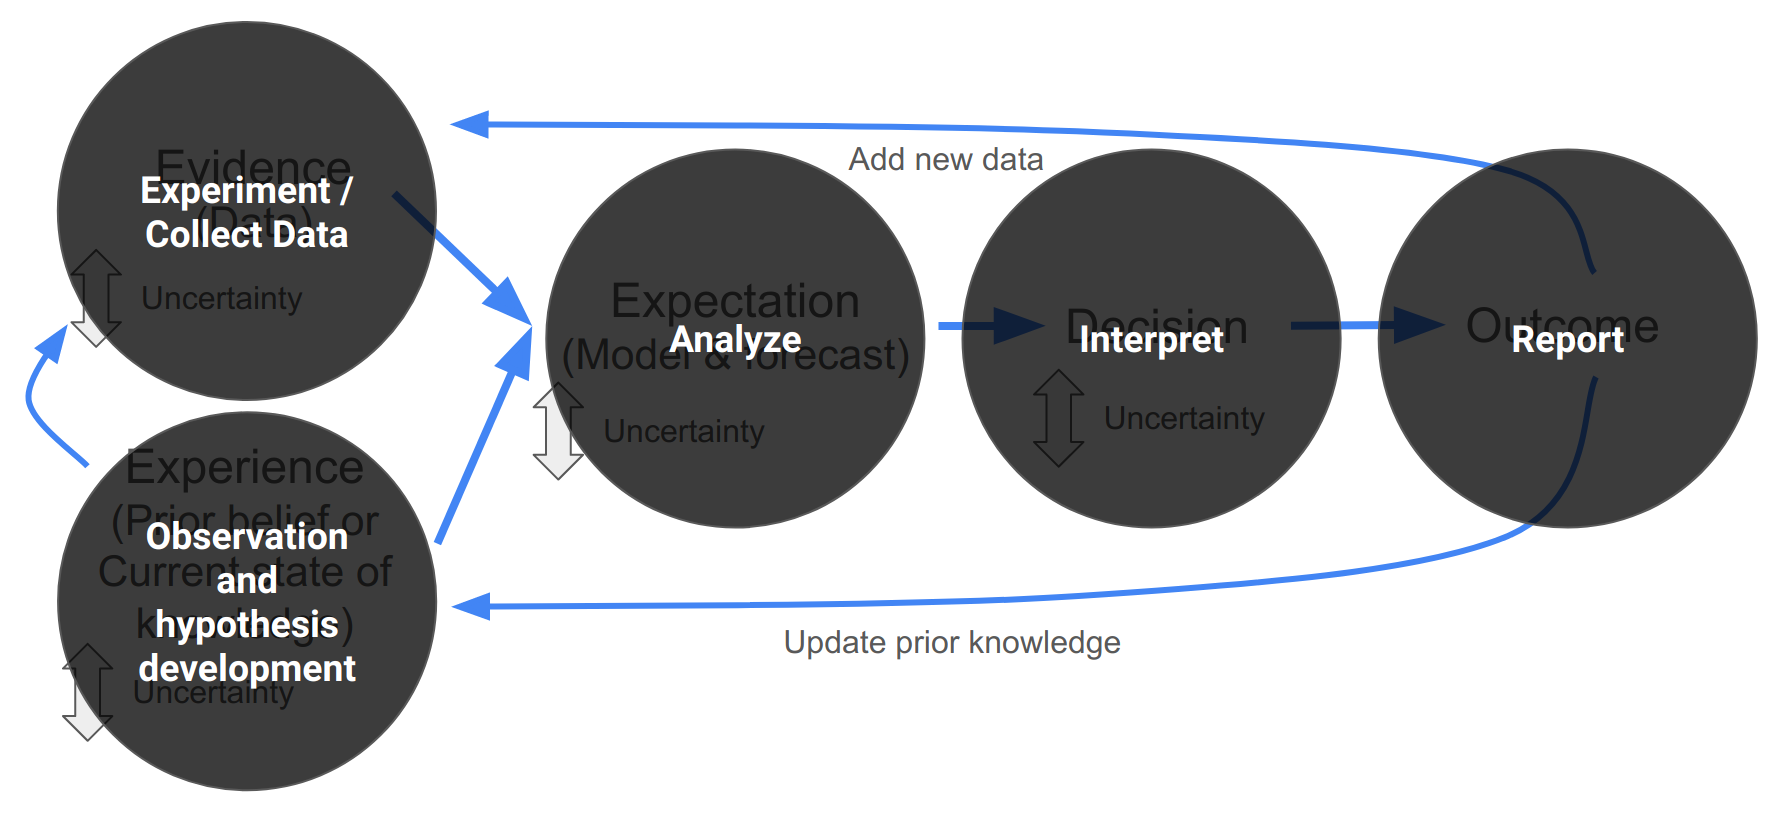 Evidence
(Data)
Experiment /
Collect Data
Uncertainty
Add new data
Expectation
(Model & forecast)
Analyze
Uncertainty
Decision
Interpret
Uncertainty
Outcome
Report
Experience
(Prior belief or
Current state of
knowledge)
Observation
and
hypothesis
development
Uncertainty
Update prior knowledge